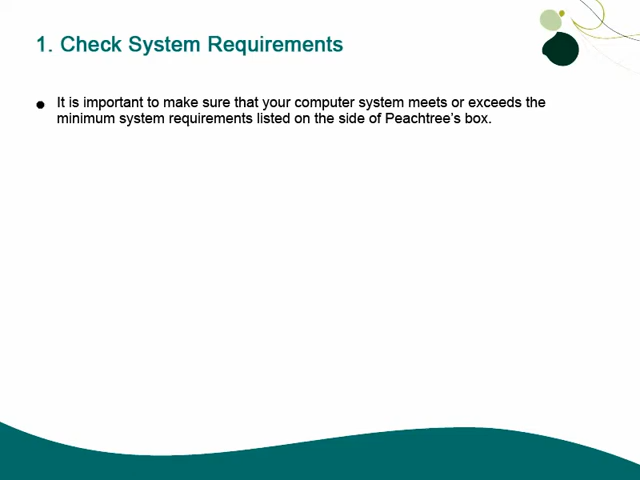 1. Check System Requirements
● It is important to make sure that your computer system meets or exceeds the
minimum system requirements listed on the side of Peachtree’s box.